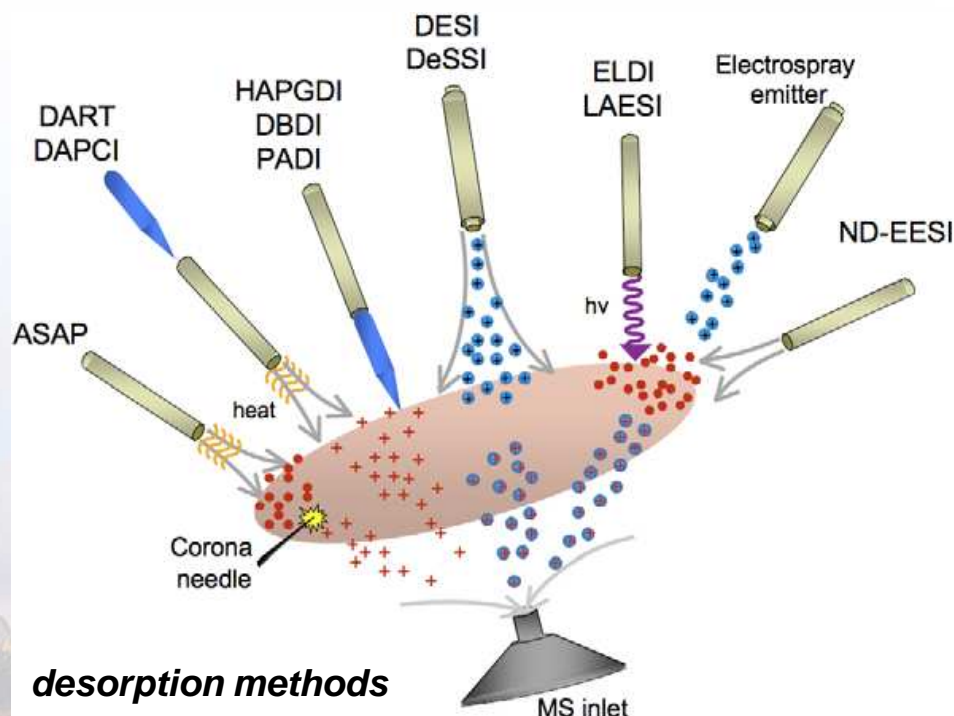 DESI
DeSSI
ELDI
LAESI
Electrospray
emitter
HAPGDI
DBDI
PADI
DART
DAPCI
ND-EESI
hν
ASAP
heat
Corona
needle
desorption methods
MS inlet